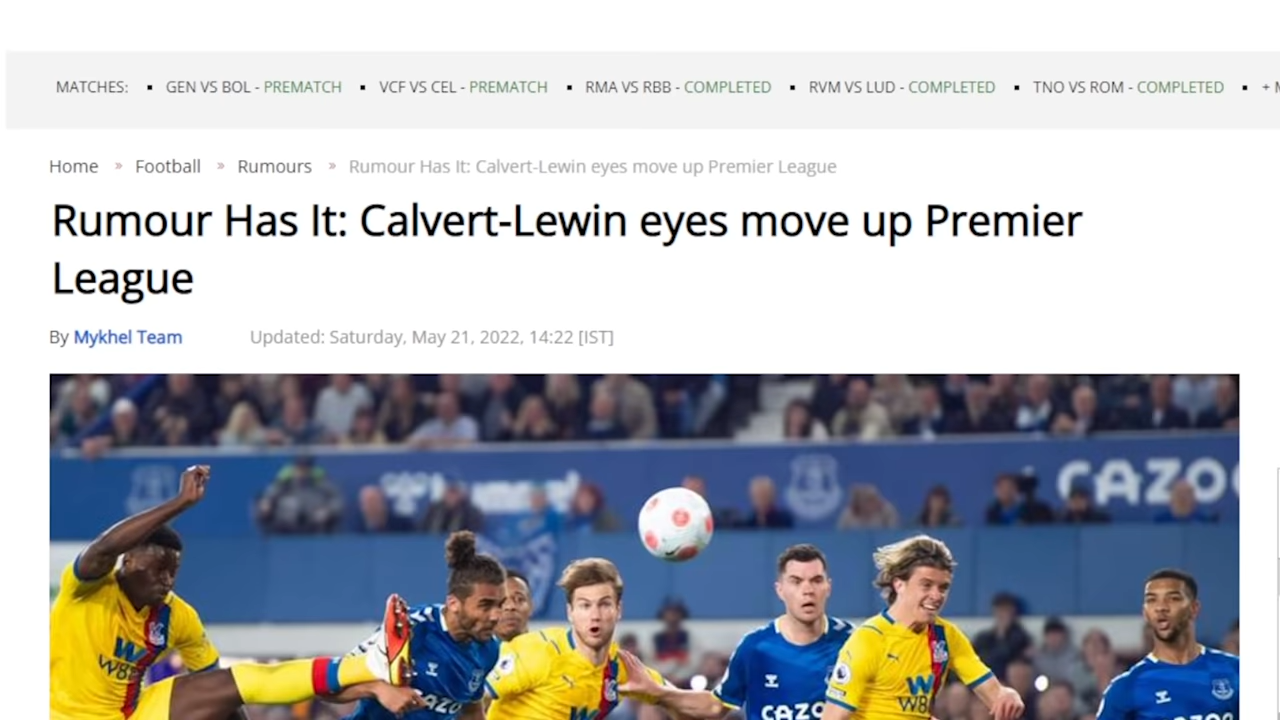 MATCHES: ▪ GEN VS BOL - PREMATCH ▪ VCF VS CEL - PREMATCH ▪ RMA VS RBB - COMPLETED ▪ RVM VS LUD - COMPLETED ▪ TNO VS ROM - COMPLETED ▪ +
Home » Football » Rumours » Rumour Has It: Calvert-Lewin eyes move up Premier League
Rumour Has It: Calvert-Lewin eyes move up Premier
League
By Mykhel Team Updated: Saturday, May 21, 2022, 14:22 [IST]
CAZOO
CAZOO